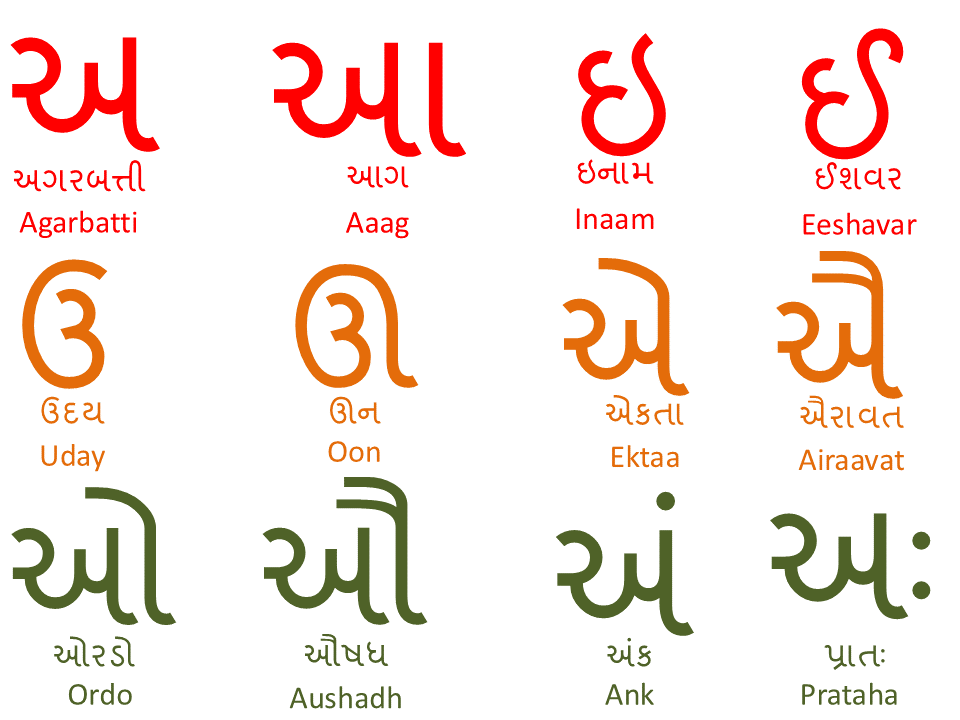 અ આ ઇ ઈ
અગરબત્તી આગ ઇનામ ઈશવર
Agarbatti Aaag Inaam Eeshavar
ઉ ઊ એ ઐ
ઉદય ઊન એકતા ઐરાવત
Uday Oon Ektaa Airaavat
ઓ ઔ અં અઃ
ઓરડો ઔષધ અંક પ્રાતઃ
Ordo Aushadh Ank Prataha